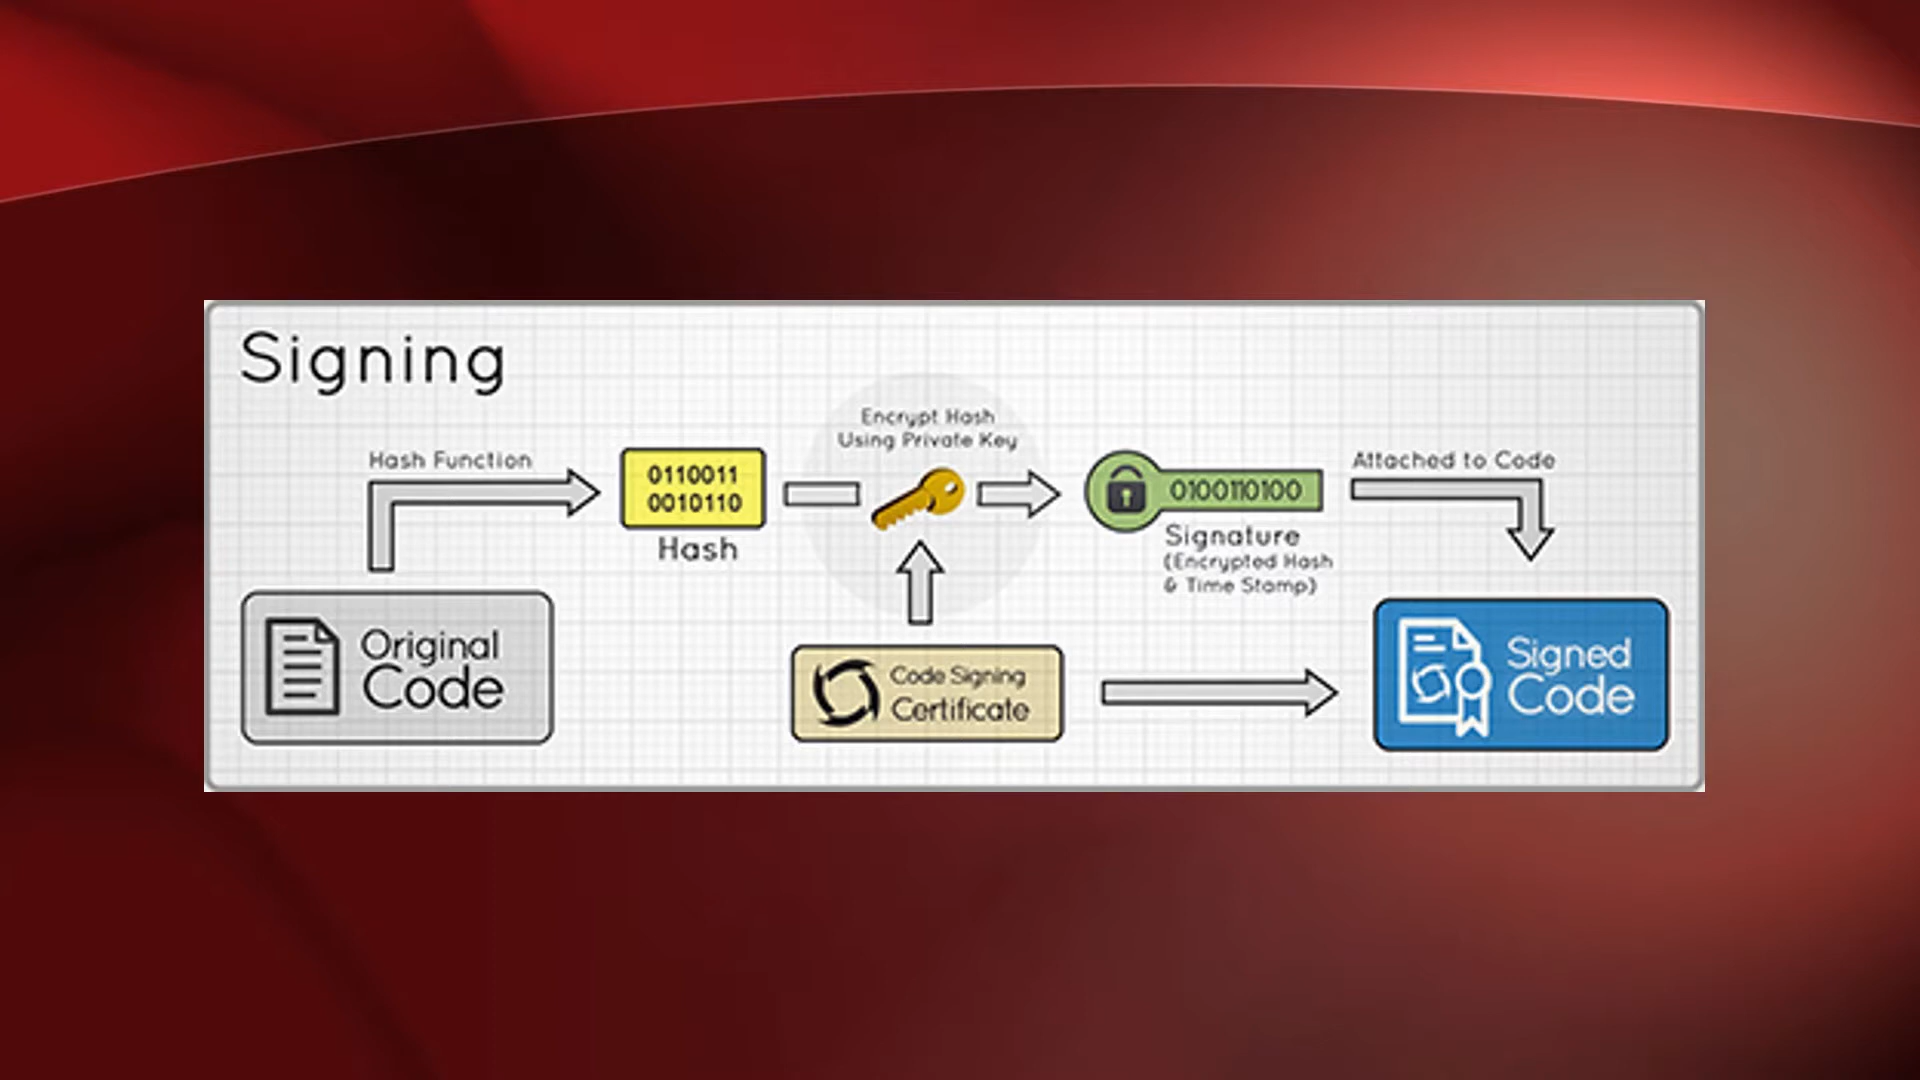 Signing
Hash Function
0110011
0010110
Hash
Encrypt Hash
Using Private Key
0100110100
Signature
(Encrypted Hash
& Time Stamp)
Attached to Code
Original
Code
Code Signing
Certificate
Signed
Code